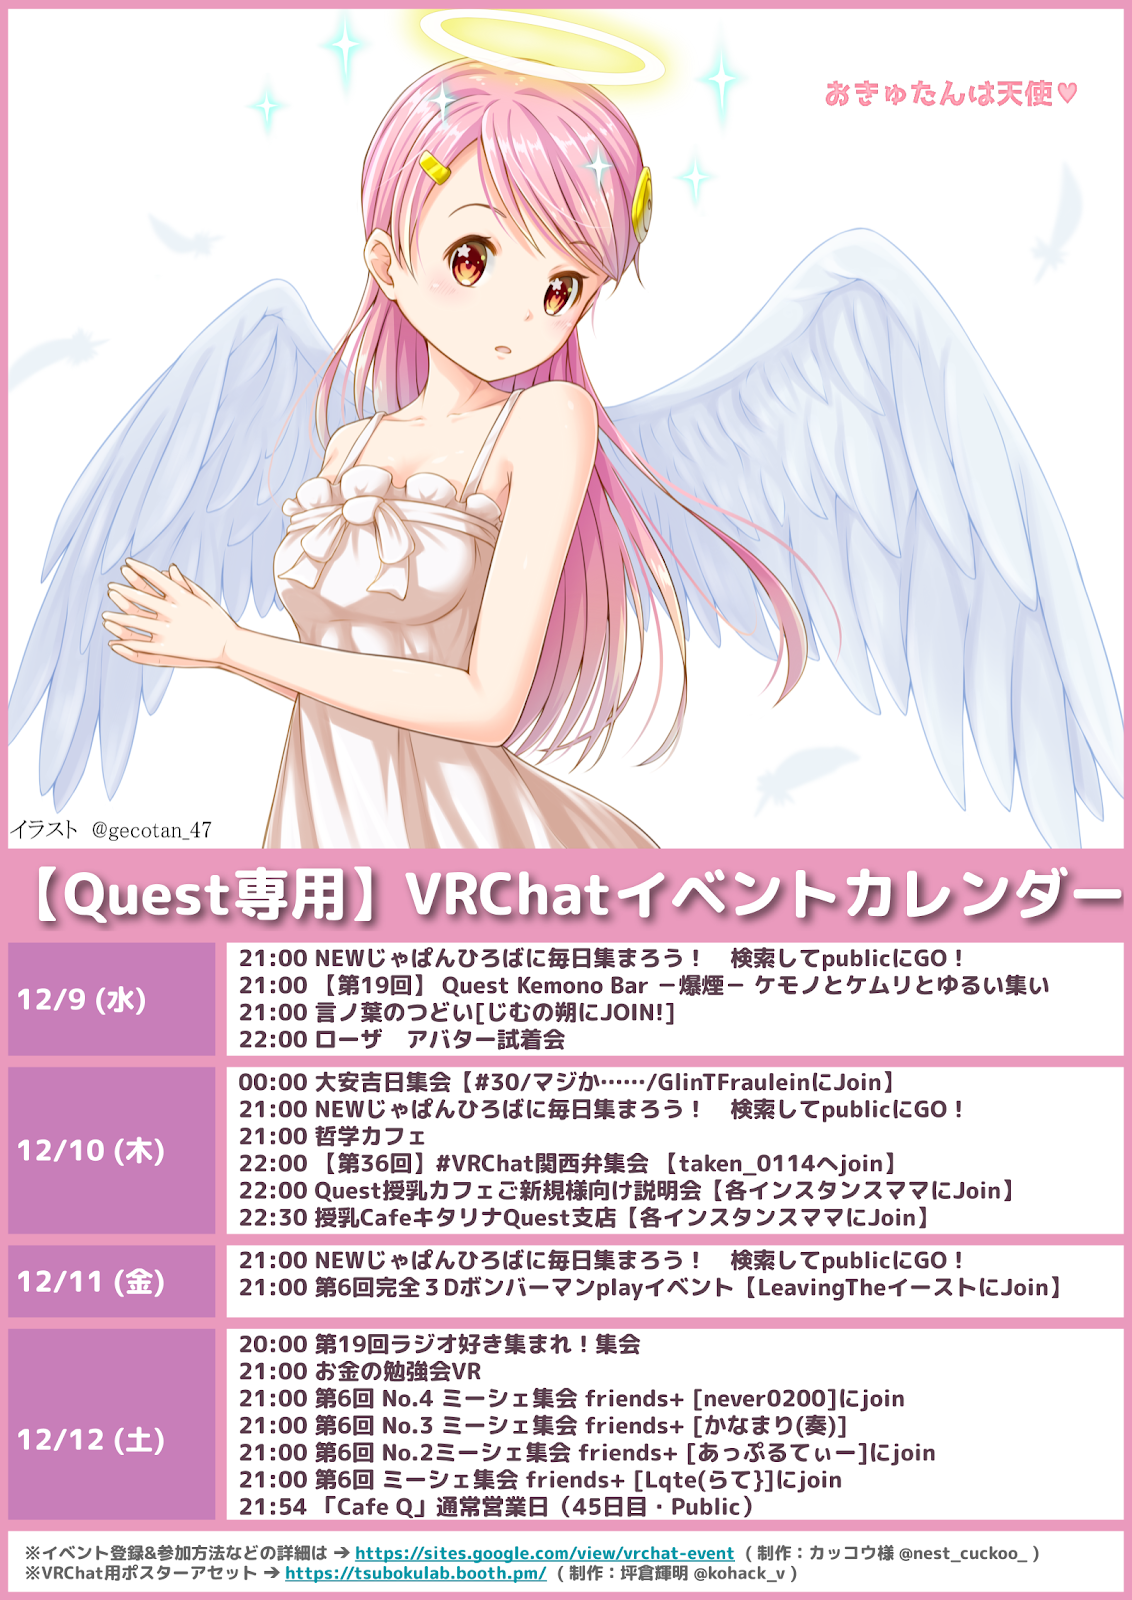 おきゅたんは天使♥
イラスト @gecotan_47
【Quest専用】VRChatイベントカレンダー
12/9 (水)
21:00 NEWじゃぱんひろばに毎日集まろう！　検索してpublicにGO！
21:00 【第19回】 Quest Kemono Bar －爆煙－ ケモノとケムリとゆるい集い
21:00 言ノ葉のつどい[じむの朔にJOIN!]
22:00 ローザ　アバター試着会
12/10 (木)
00:00 大安吉日集会【#30/マジか……/GlinTFrauleinにJoin】
21:00 NEWじゃぱんひろばに毎日集まろう！　検索してpublicにGO！
21:00 哲学カフェ
22:00 【第36回】#VRChat関西弁集会 【taken_0114へjoin】
22:00 Quest授乳カフェご新規様向け説明会【各インスタンスママにJoin】
22:30 授乳CafeキタリナQuest支店【各インスタンスママにJoin】
12/11 (金)
21:00 NEWじゃぱんひろばに毎日集まろう！　検索してpublicにGO！
21:00 第6回完全３Dボンバーマンplayイベント【LeavingTheイーストにJoin】
12/12 (土)
20:00 第19回ラジオ好き集まれ！集会
21:00 お金の勉強会VR
21:00 第6回 No.4 ミーシェ集会 friends+ [never0200]にjoin
21:00 第6回 No.3 ミーシェ集会 friends+ [かなまり(奏)]
21:00 第6回 No.2ミーシェ集会 friends+ [あっぷるてぃー]にjoin
21:00 第6回 ミーシェ集会 friends+ [Lqte(らて}]にjoin
21:54 「Cafe Q」通常営業日（45日目・Public）
※イベント登録&参加方法などの詳細は ➔ https://sites.google.com/view/vrchat-event （ 制作：カッコウ様 @nest_cuckoo_ ）
※VRChat用ポスターアセット ➔ https://tsubokulab.booth.pm/ （ 制作：坪倉輝明 @kohack_v ）